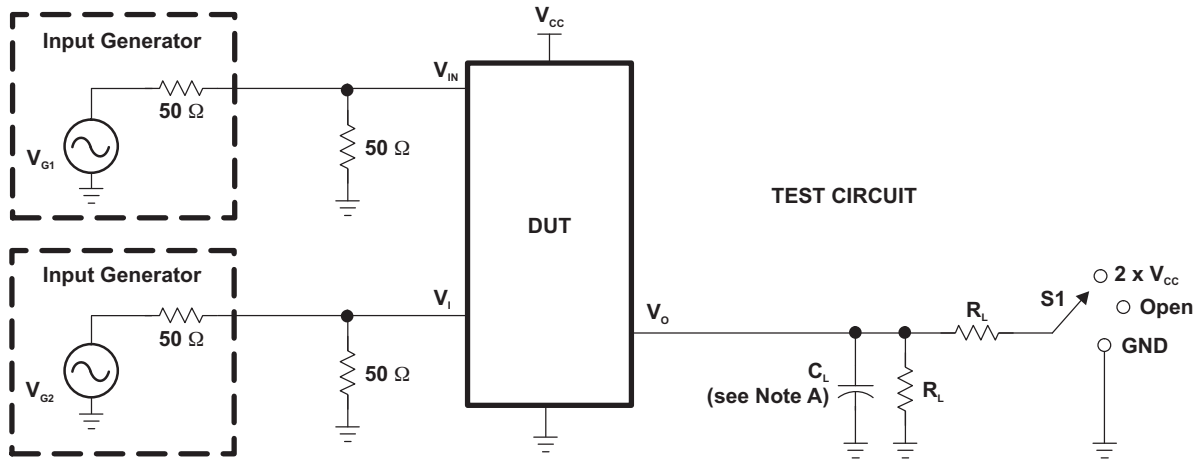 Input Generator
50 Ω
V_G1
V_IN
50 Ω
V_CC
DUT
TEST CIRCUIT
Input Generator
50 Ω
V_G2
V_I
50 Ω
V_O
C_L
(see Note A)
R_L
R_L
S1
2 x V_CC
Open
GND